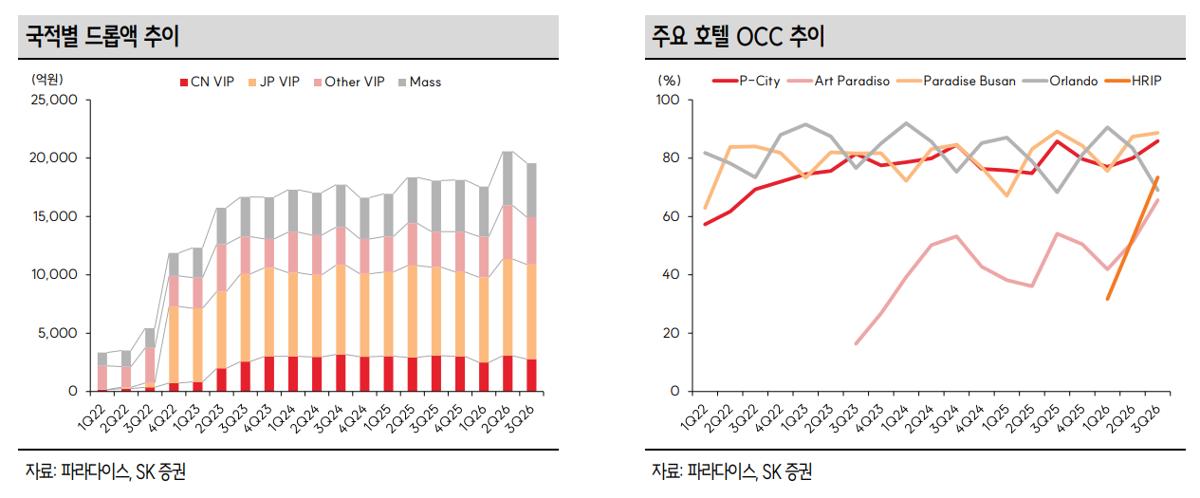 국적별 드롭액 추이
(억원)
CN VIP JP VIP Other VIP Mass
25,000
20,000
15,000
10,000
5,000
0
1Q22 2Q22 3Q22 4Q22 1Q23 2Q23 3Q23 4Q23 1Q24 2Q24 3Q24 4Q24 1Q25 2Q25 3Q25 4Q25 1Q26 2Q26 3Q26
자료: 파라다이스, SK 증권
주요 호텔 OCC 추이
(%)
P-City Art Paradiso Paradise Busan Orlando HRIP
100
80
60
40
20
0
1Q22 2Q22 3Q22 4Q22 1Q23 2Q23 3Q23 4Q23 1Q24 2Q24 3Q24 4Q24 1Q25 2Q25 3Q25 4Q25 1Q26 2Q26 3Q26
자료: 파라다이스, SK 증권